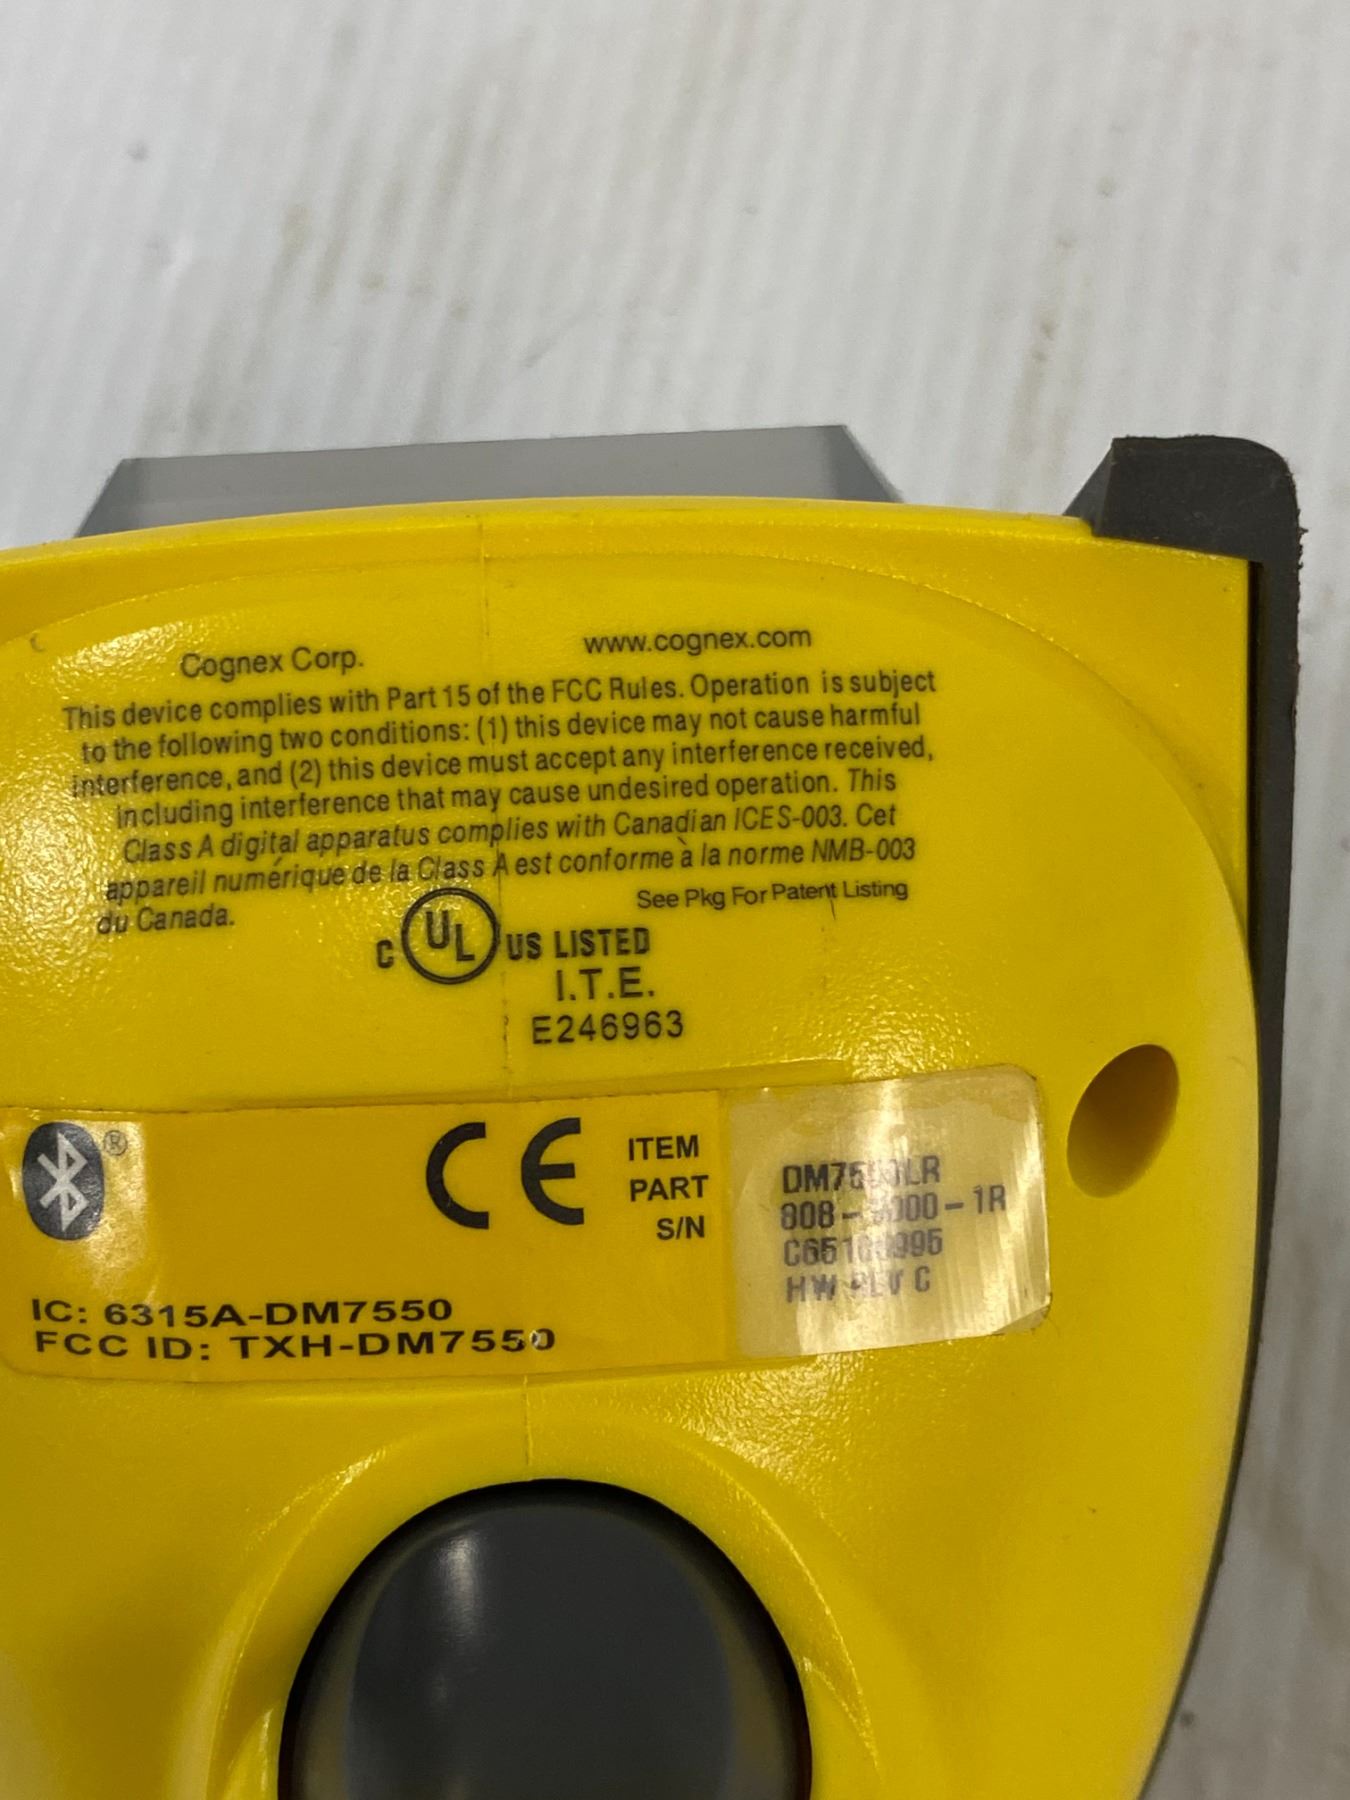 Cognex Corp.
www.cognex.com
This device complies with Part 15 of the FCC Rules. Operation is subject
to the following two conditions: (1) this device may not cause harmful
interference, and (2) this device must accept any interference received,
including interference that may cause undesired operation. This
Class A digital apparatus complies with Canadian ICES-003. Cet
appareil numérique de la Class A est conforme à la norme NMB-003
du Canada.
See Pkg For Patent Listing
C UL US LISTED
I.T.E.
E246963
®
CE
ITEM
PART
S/N
HW REV C
IC: 6315A-DM7550
FCC ID: TXH-DM7550